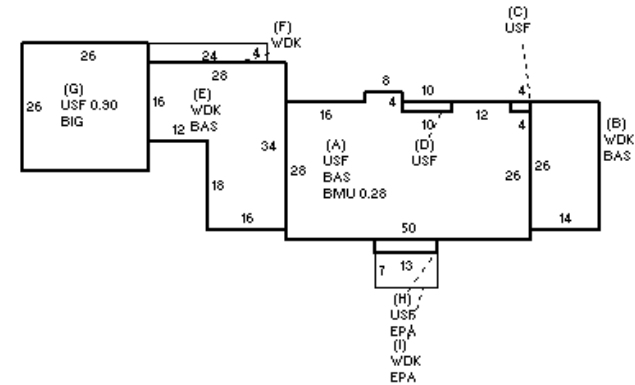 (C)
USF
(F)
WDK
26
24
4
28
(G)
USF 0.90
BIG
26
16
(E)
WDK
BAS
12
34
18
16
8
16
4
10
10
12
4
4
(A)
USF
BAS
BMU 0.28
(D)
USF
28
26
26
(B)
WDK
BAS
14
50
7
13
(H)
USF
EPA
(I)
WDK
EPA